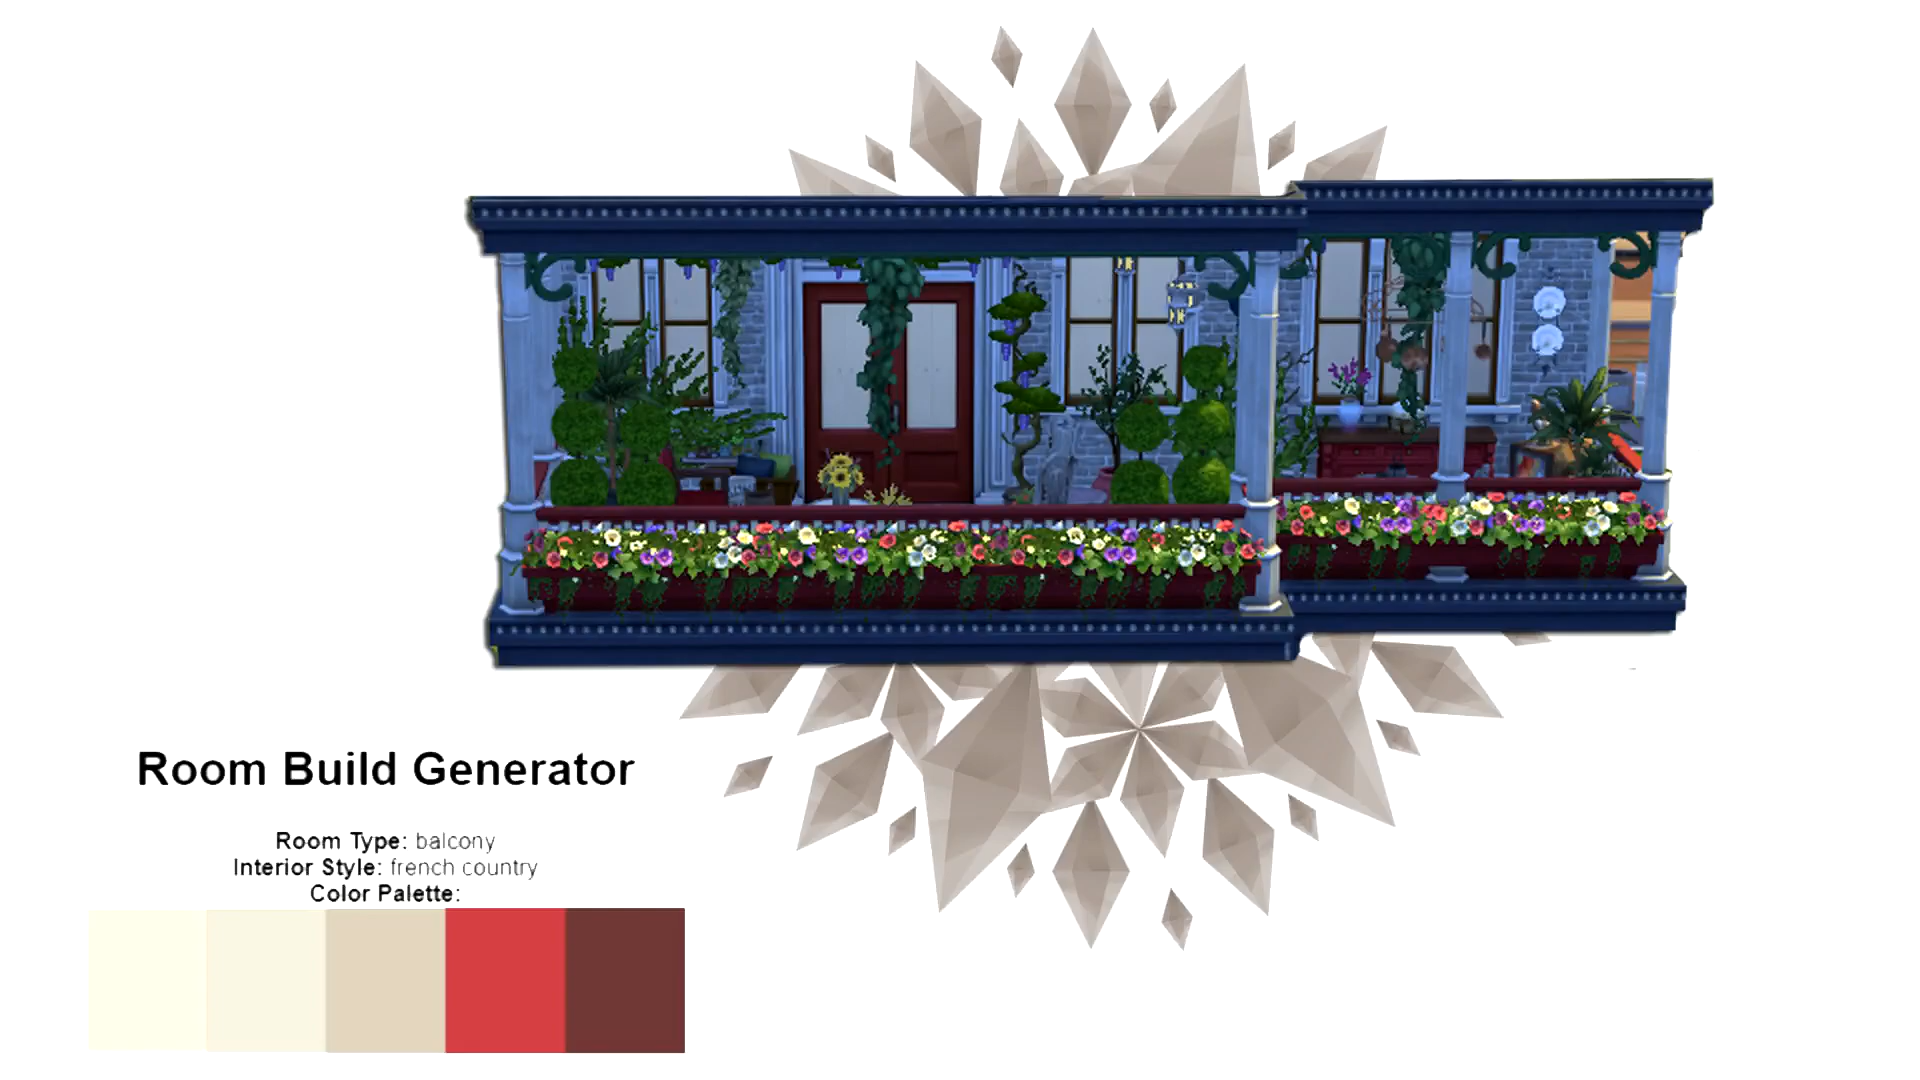 Room Build Generator
Room Type: balcony
Interior Style: french country
Color Palette: